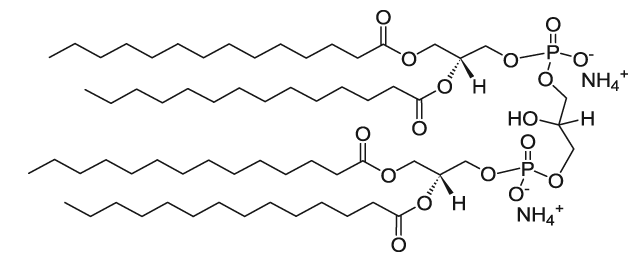 O O
O O P O-
O H O NH4+
O
HO H
O O
O O P O
O H O-
NH4+
O